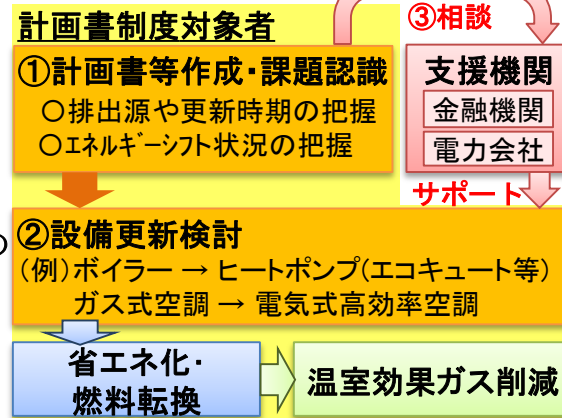 計画書制度対象者
③相談
①計画書等作成・課題認識
〇排出源や更新時期の把握
〇エネルギーシフト状況の把握
支援機関
金融機関
電力会社
サポート
②設備更新検討
(例)ボイラー → ヒートポンプ(エコキュート等)
ガス式空調 → 電気式高効率空調
省エネ化・
燃料転換
温室効果ガス削減